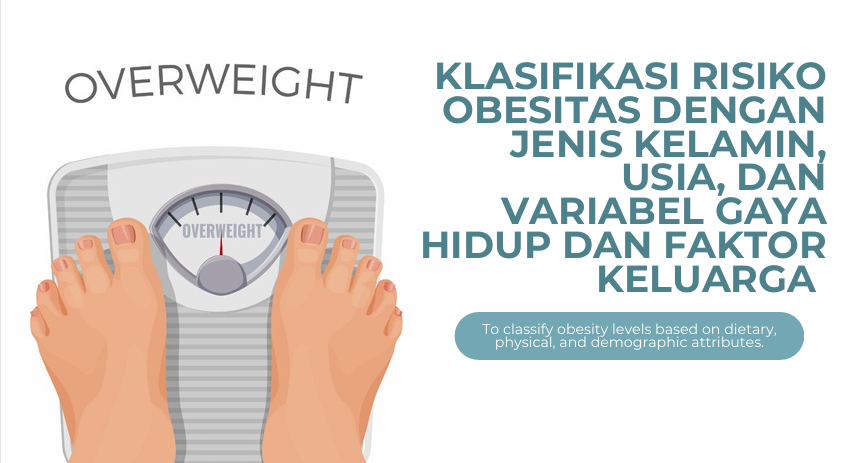 OVERWEIGHT
OVERWEIGHT
KLASIFIKASI RISIKO
OBESITAS DENGAN
JENIS KELAMIN,
USIA, DAN
VARIABEL GAYA
HIDUP DAN FAKTOR
KELUARGA
To classify obesity levels based on dietary,
physical, and demographic attributes.